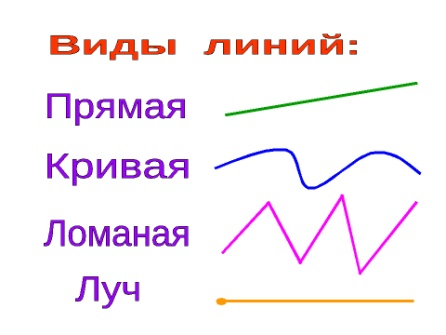 Виды линий:
Прямая
Кривая
Ломаная
Луч